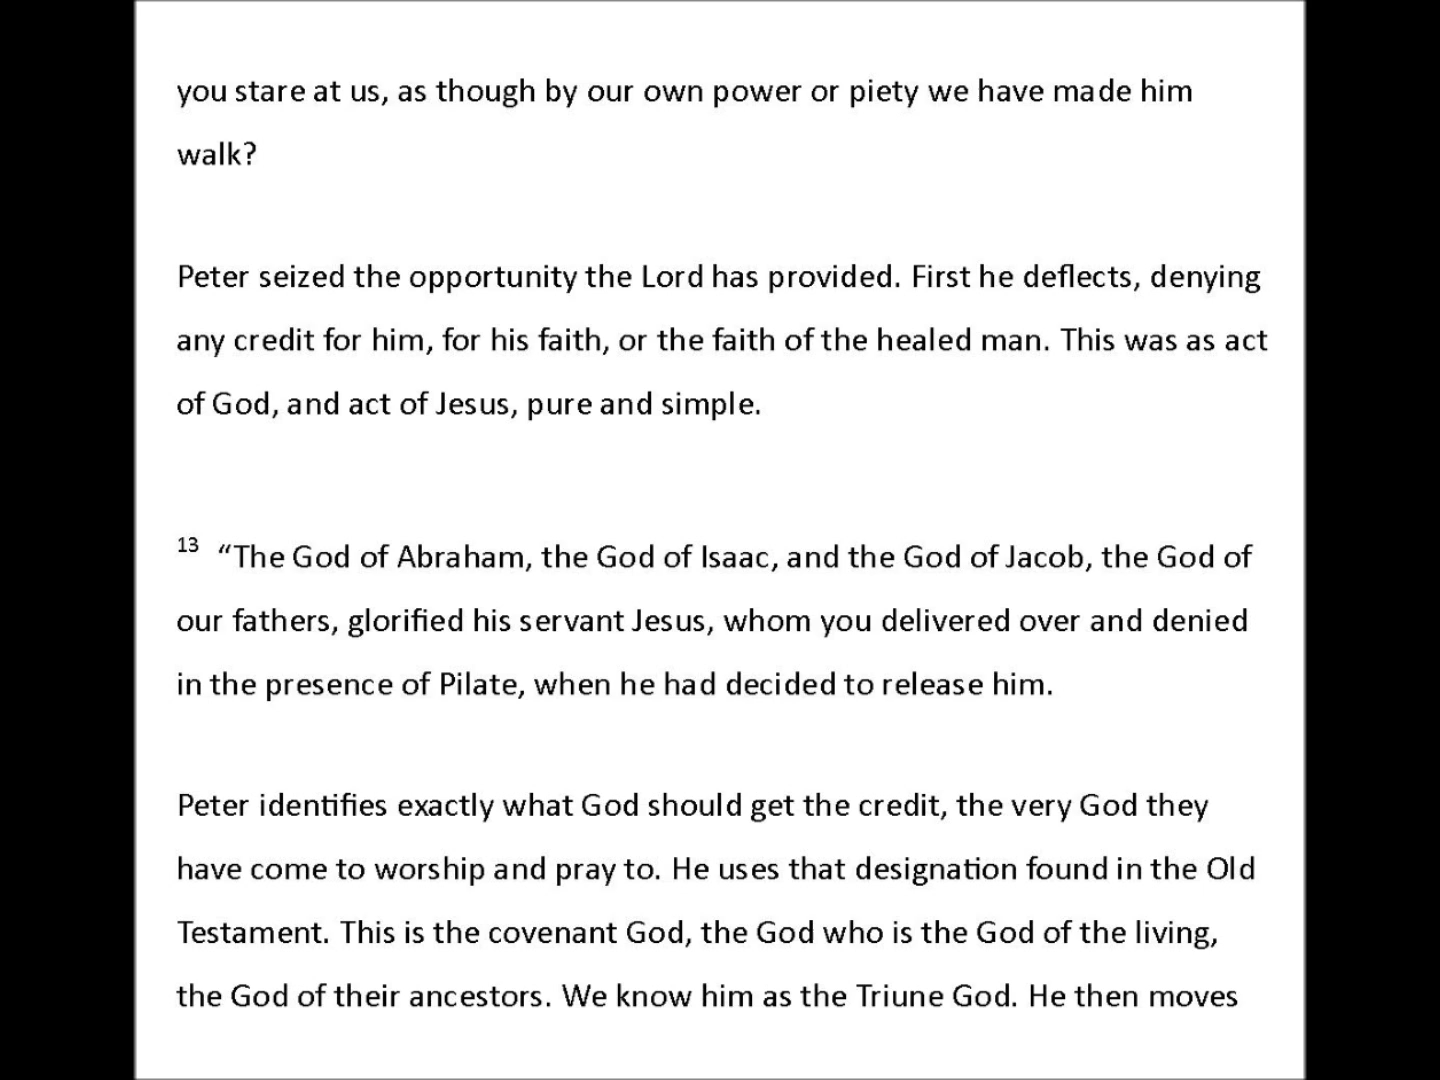 you stare at us, as though by our own power or piety we have made him
walk?
Peter seized the opportunity the Lord has provided. First he deflects, denying
any credit for him, for his faith, or the faith of the healed man. This was as act
of God, and act of Jesus, pure and simple.
13 “The God of Abraham, the God of Isaac, and the God of Jacob, the God of
our fathers, glorified his servant Jesus, whom you delivered over and denied
in the presence of Pilate, when he had decided to release him.
Peter identifies exactly what God should get the credit, the very God they
have come to worship and pray to. He uses that designation found in the Old
Testament. This is the covenant God, the God who is the God of the living,
the God of their ancestors. We know him as the Triune God. He then moves